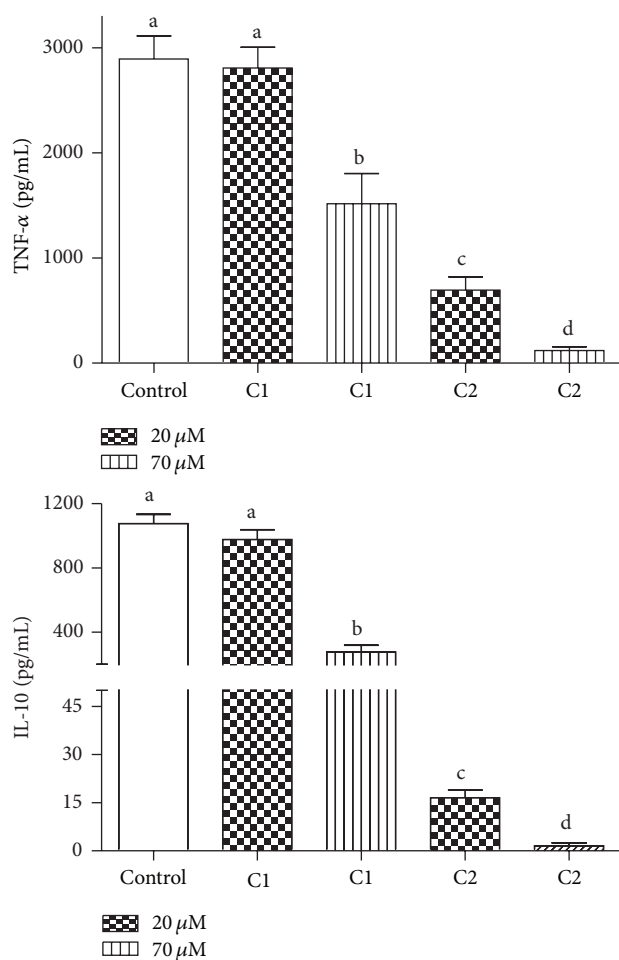 3000
2000
1000
0
TNF-α (pg/mL)
a
a
b
c
d
Control C1 C1 C2 C2
20 μM
70 μM
1200
800
400
45
30
15
0
IL-10 (pg/mL)
a
a
b
c
d
Control C1 C1 C2 C2
20 μM
70 μM